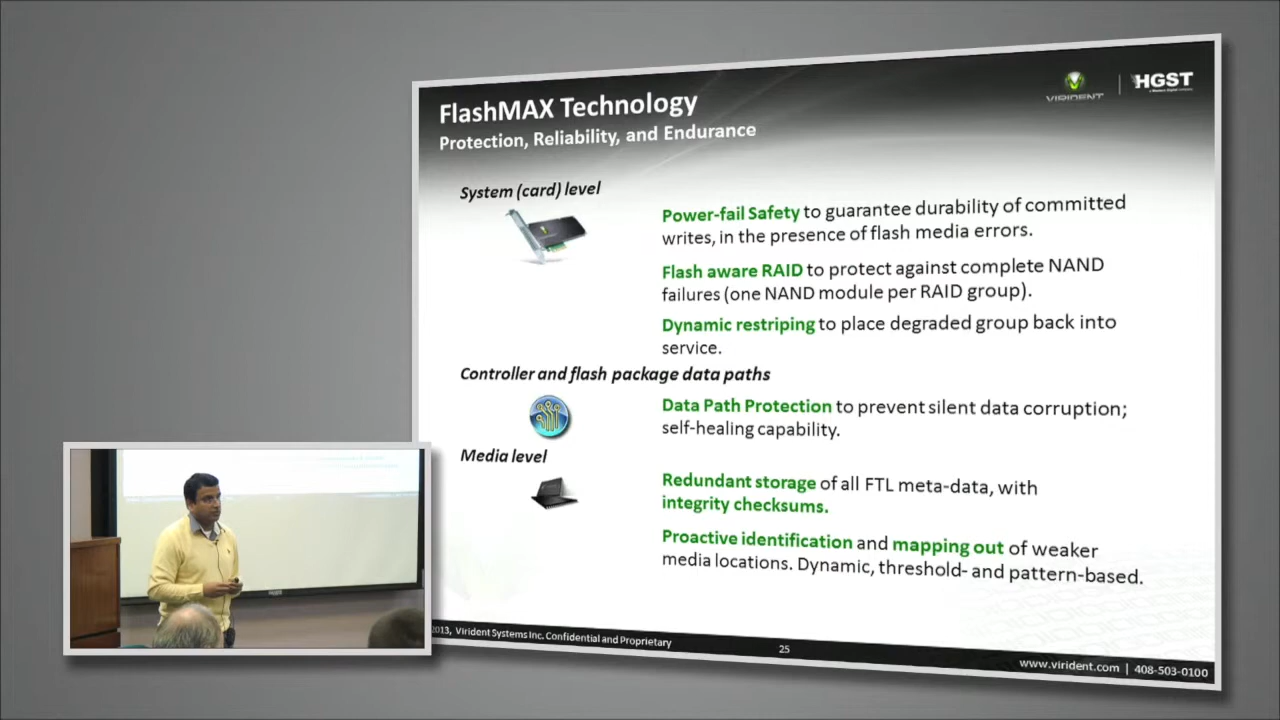 FlashMAX Technology
Protection, Reliability, and Endurance
VIRIDENT
HGST
System (card) level
Power-fail Safety to guarantee durability of committed
writes, in the presence of flash media errors.
Flash aware RAID to protect against complete NAND
failures (one NAND module per RAID group).
Dynamic restriping to place degraded group back into
service.
Controller and flash package data paths
Data Path Protection to prevent silent data corruption;
self-healing capability.
Media level
Redundant storage of all FTL meta-data, with
integrity checksums.
Proactive identification and mapping out of weaker
media locations. Dynamic, threshold- and pattern-based.
2013, Virident Systems Inc. Confidential and Proprietary
25
www.virident.com | 408-503-0100